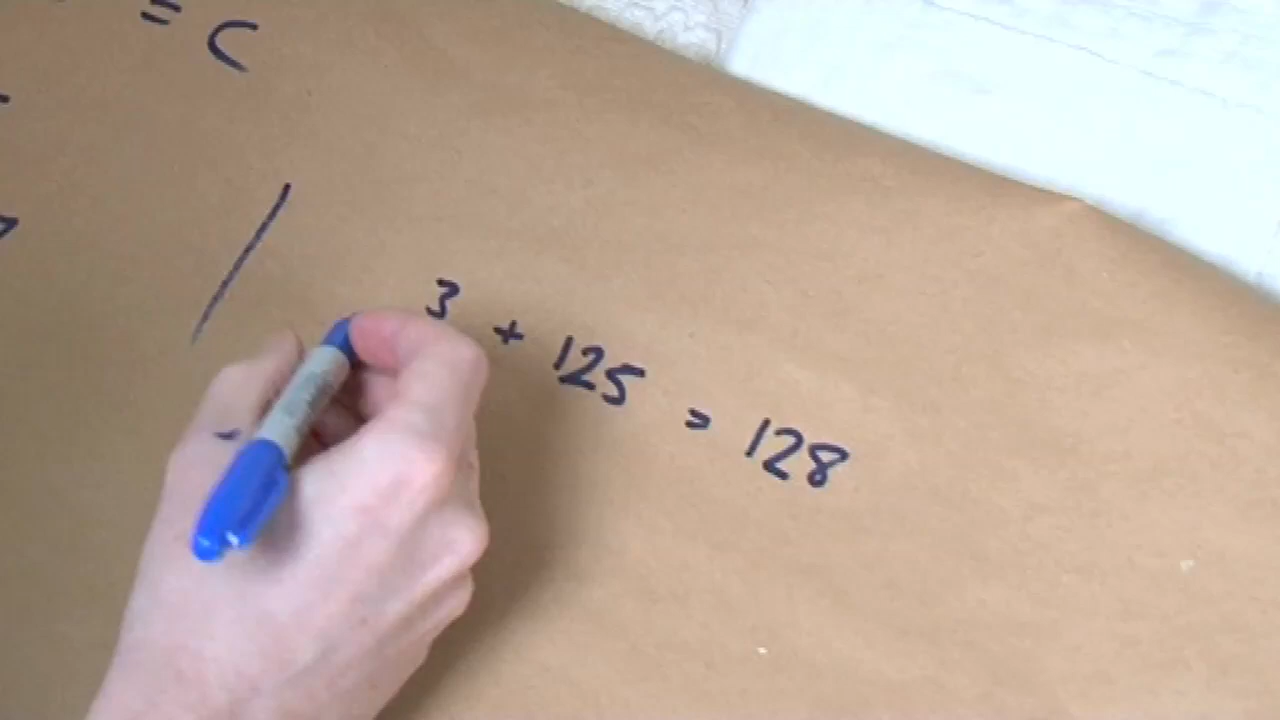 = C
3 + 125 = 128